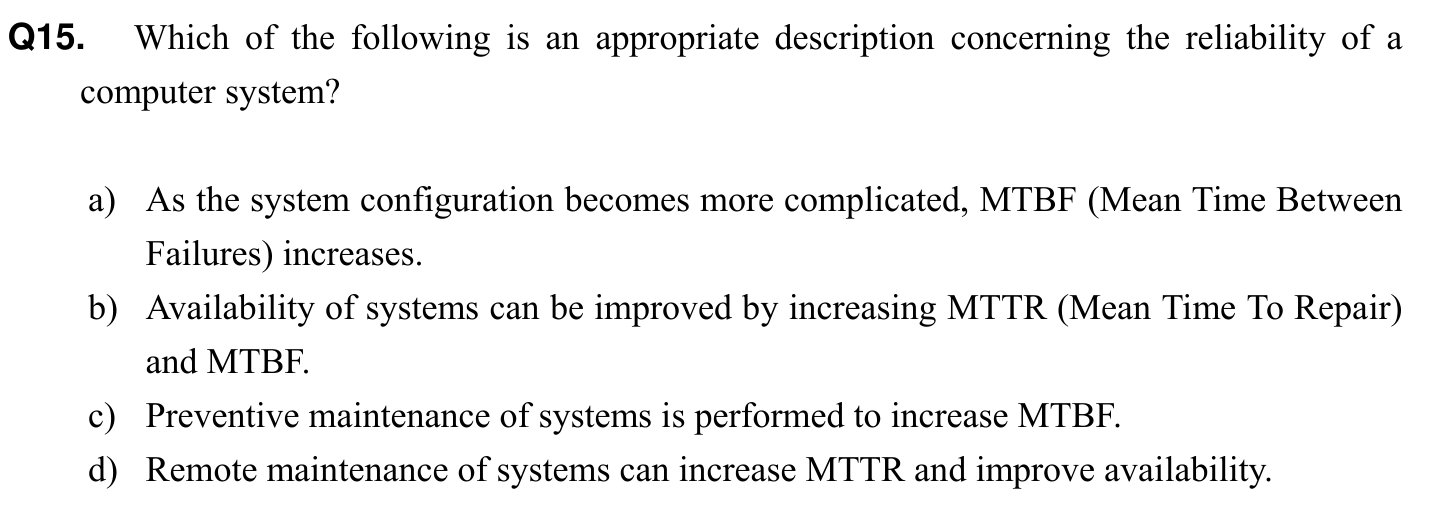 Q15. Which of the following is an appropriate description concerning the reliability of a
computer system?
a) As the system configuration becomes more complicated, MTBF (Mean Time Between
Failures) increases.
b) Availability of systems can be improved by increasing MTTR (Mean Time To Repair)
and MTBF.
c) Preventive maintenance of systems is performed to increase MTBF.
d) Remote maintenance of systems can increase MTTR and improve availability.